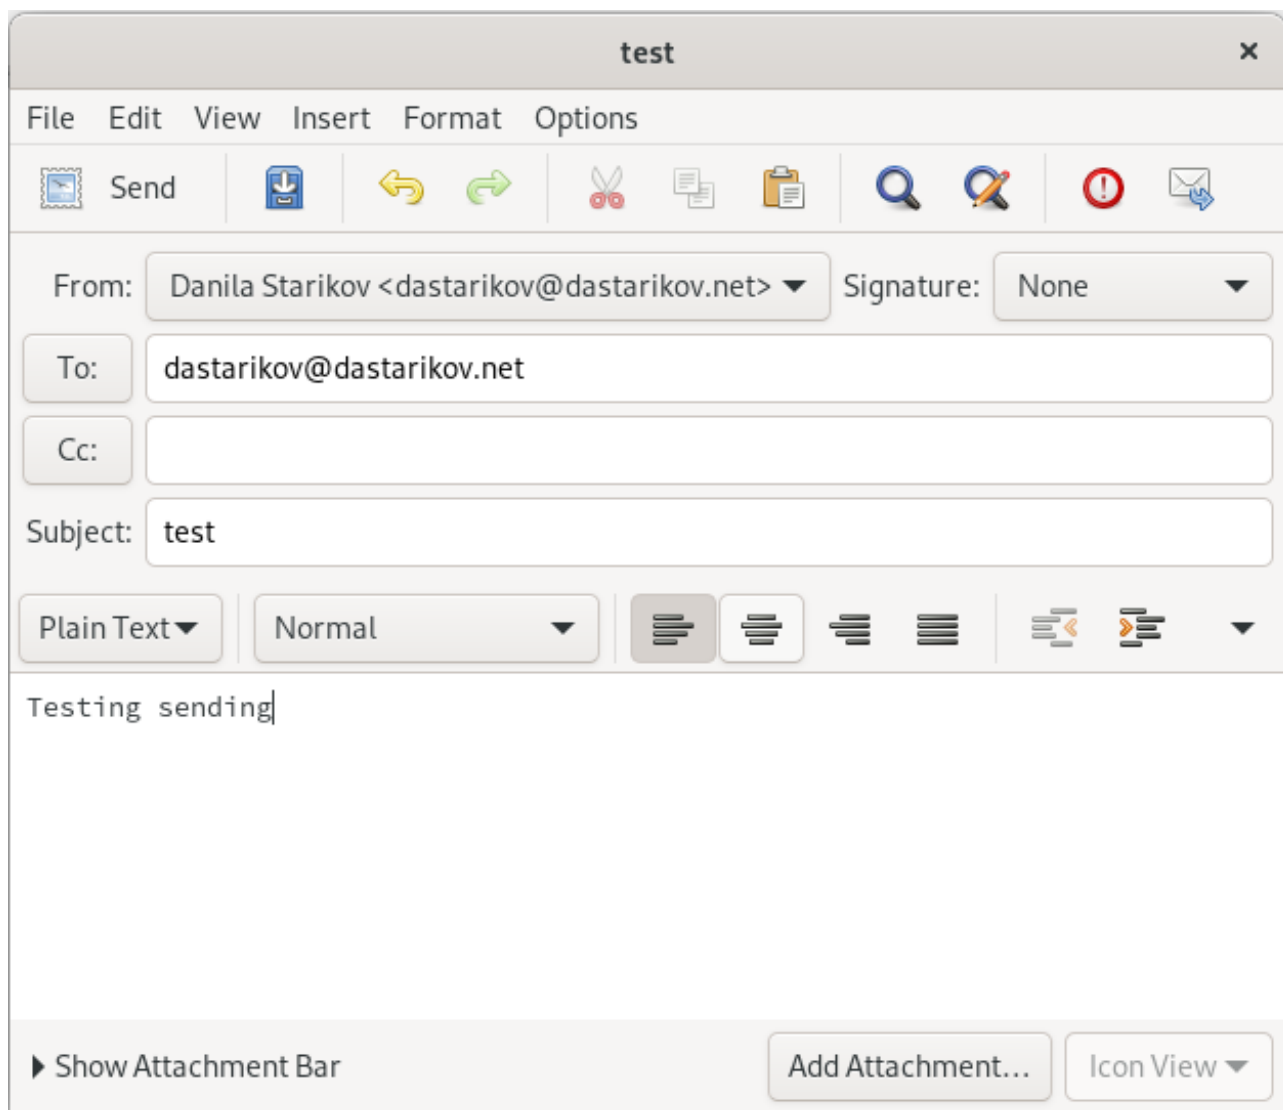 test
File Edit View Insert Format Options
Send
From: Danila Starikov <dastarikov@dastarikov.net> Signature: None
To: dastarikov@dastarikov.net
Cc:
Subject: test
Plain Text Normal
Testing sending
Show Attachment Bar Add Attachment... Icon View